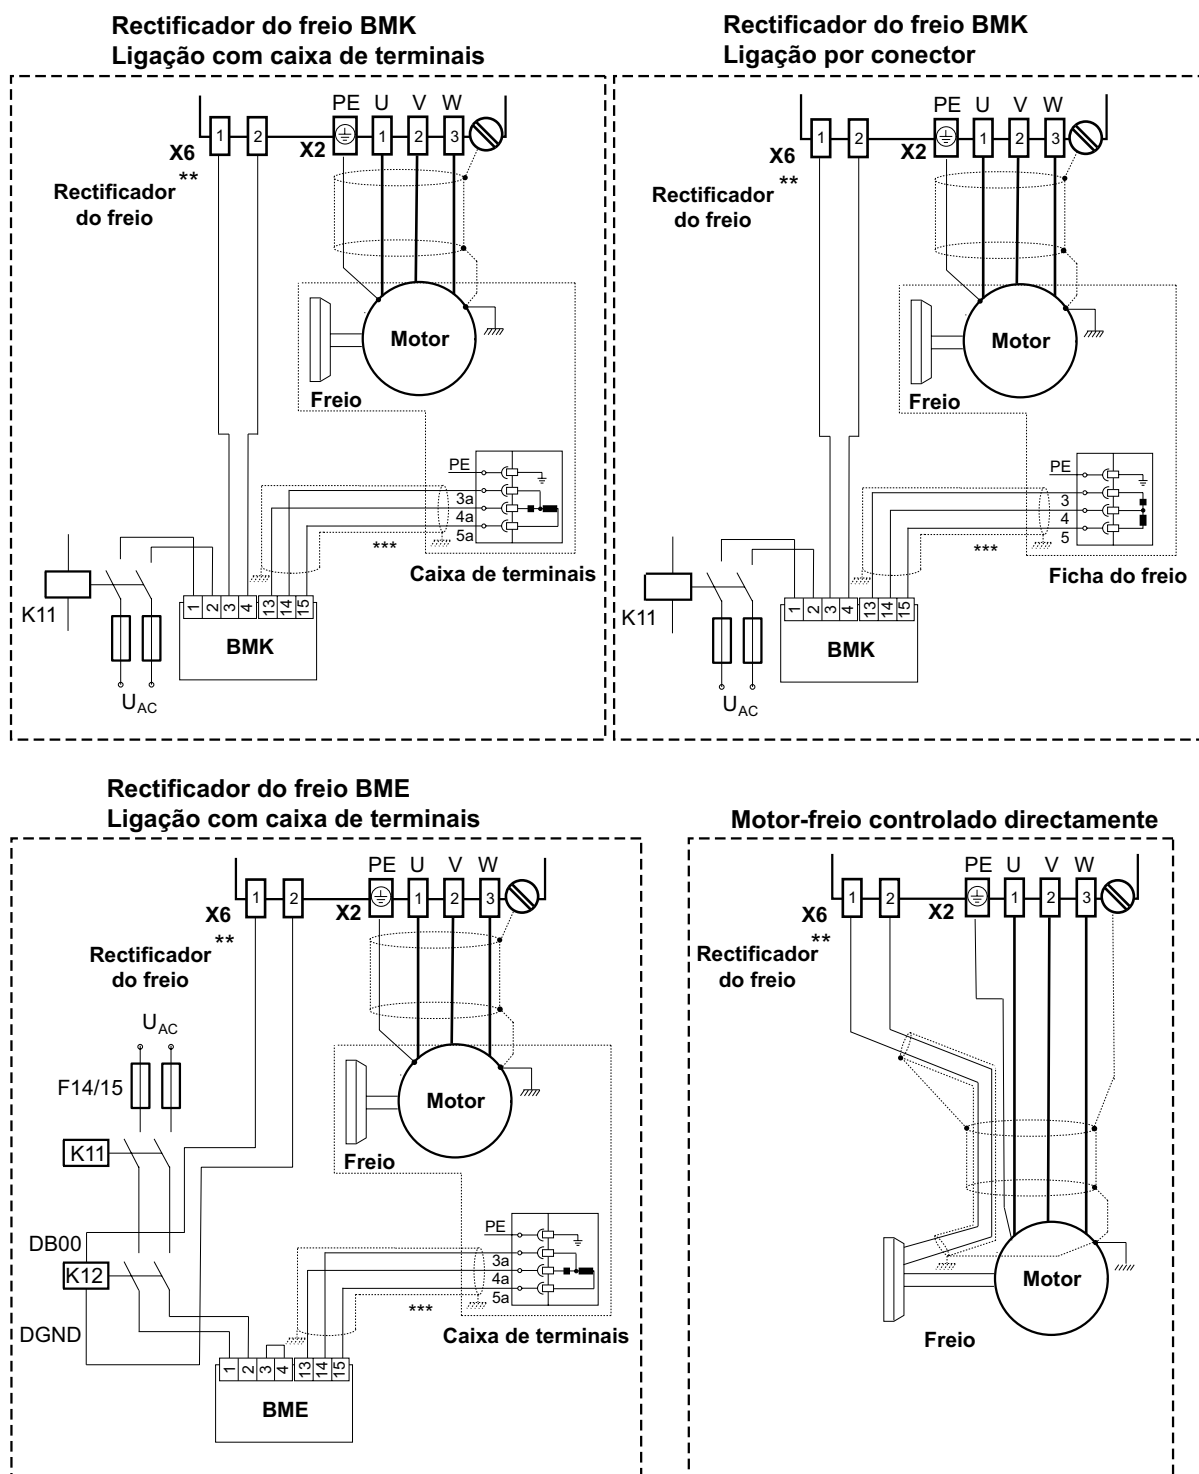 Rectificador do freio BMK
Ligação com caixa de terminais
PE U V W
1 2 1 2 3
X6 X2
**
Rectificador
do freio
Motor
Freio
PE
3a
4a
5a
***
Caixa de terminais
K11
1 2 3 4 13 14 15
BMK
UAC
Rectificador do freio BMK
Ligação por conector
PE U V W
1 2 1 2 3
X6 X2
**
Rectificador
do freio
Motor
Freio
PE
3
4
5
***
Ficha do freio
K11
1 2 3 4 13 14 15
BMK
UAC
Rectificador do freio BME
Ligação com caixa de terminais
PE U V W
1 2 1 2 3
X6 X2
**
Rectificador
do freio
UAC
F14/15
K11
Motor
Freio
DB00
K12
DGND
PE
3a
4a
5a
***
Caixa de terminais
1 2 3 4 13 14 15
BME
Motor-freio controlado directamente
PE U V W
1 2 1 2 3
X6 X2
**
Rectificador
do freio
Motor
Freio